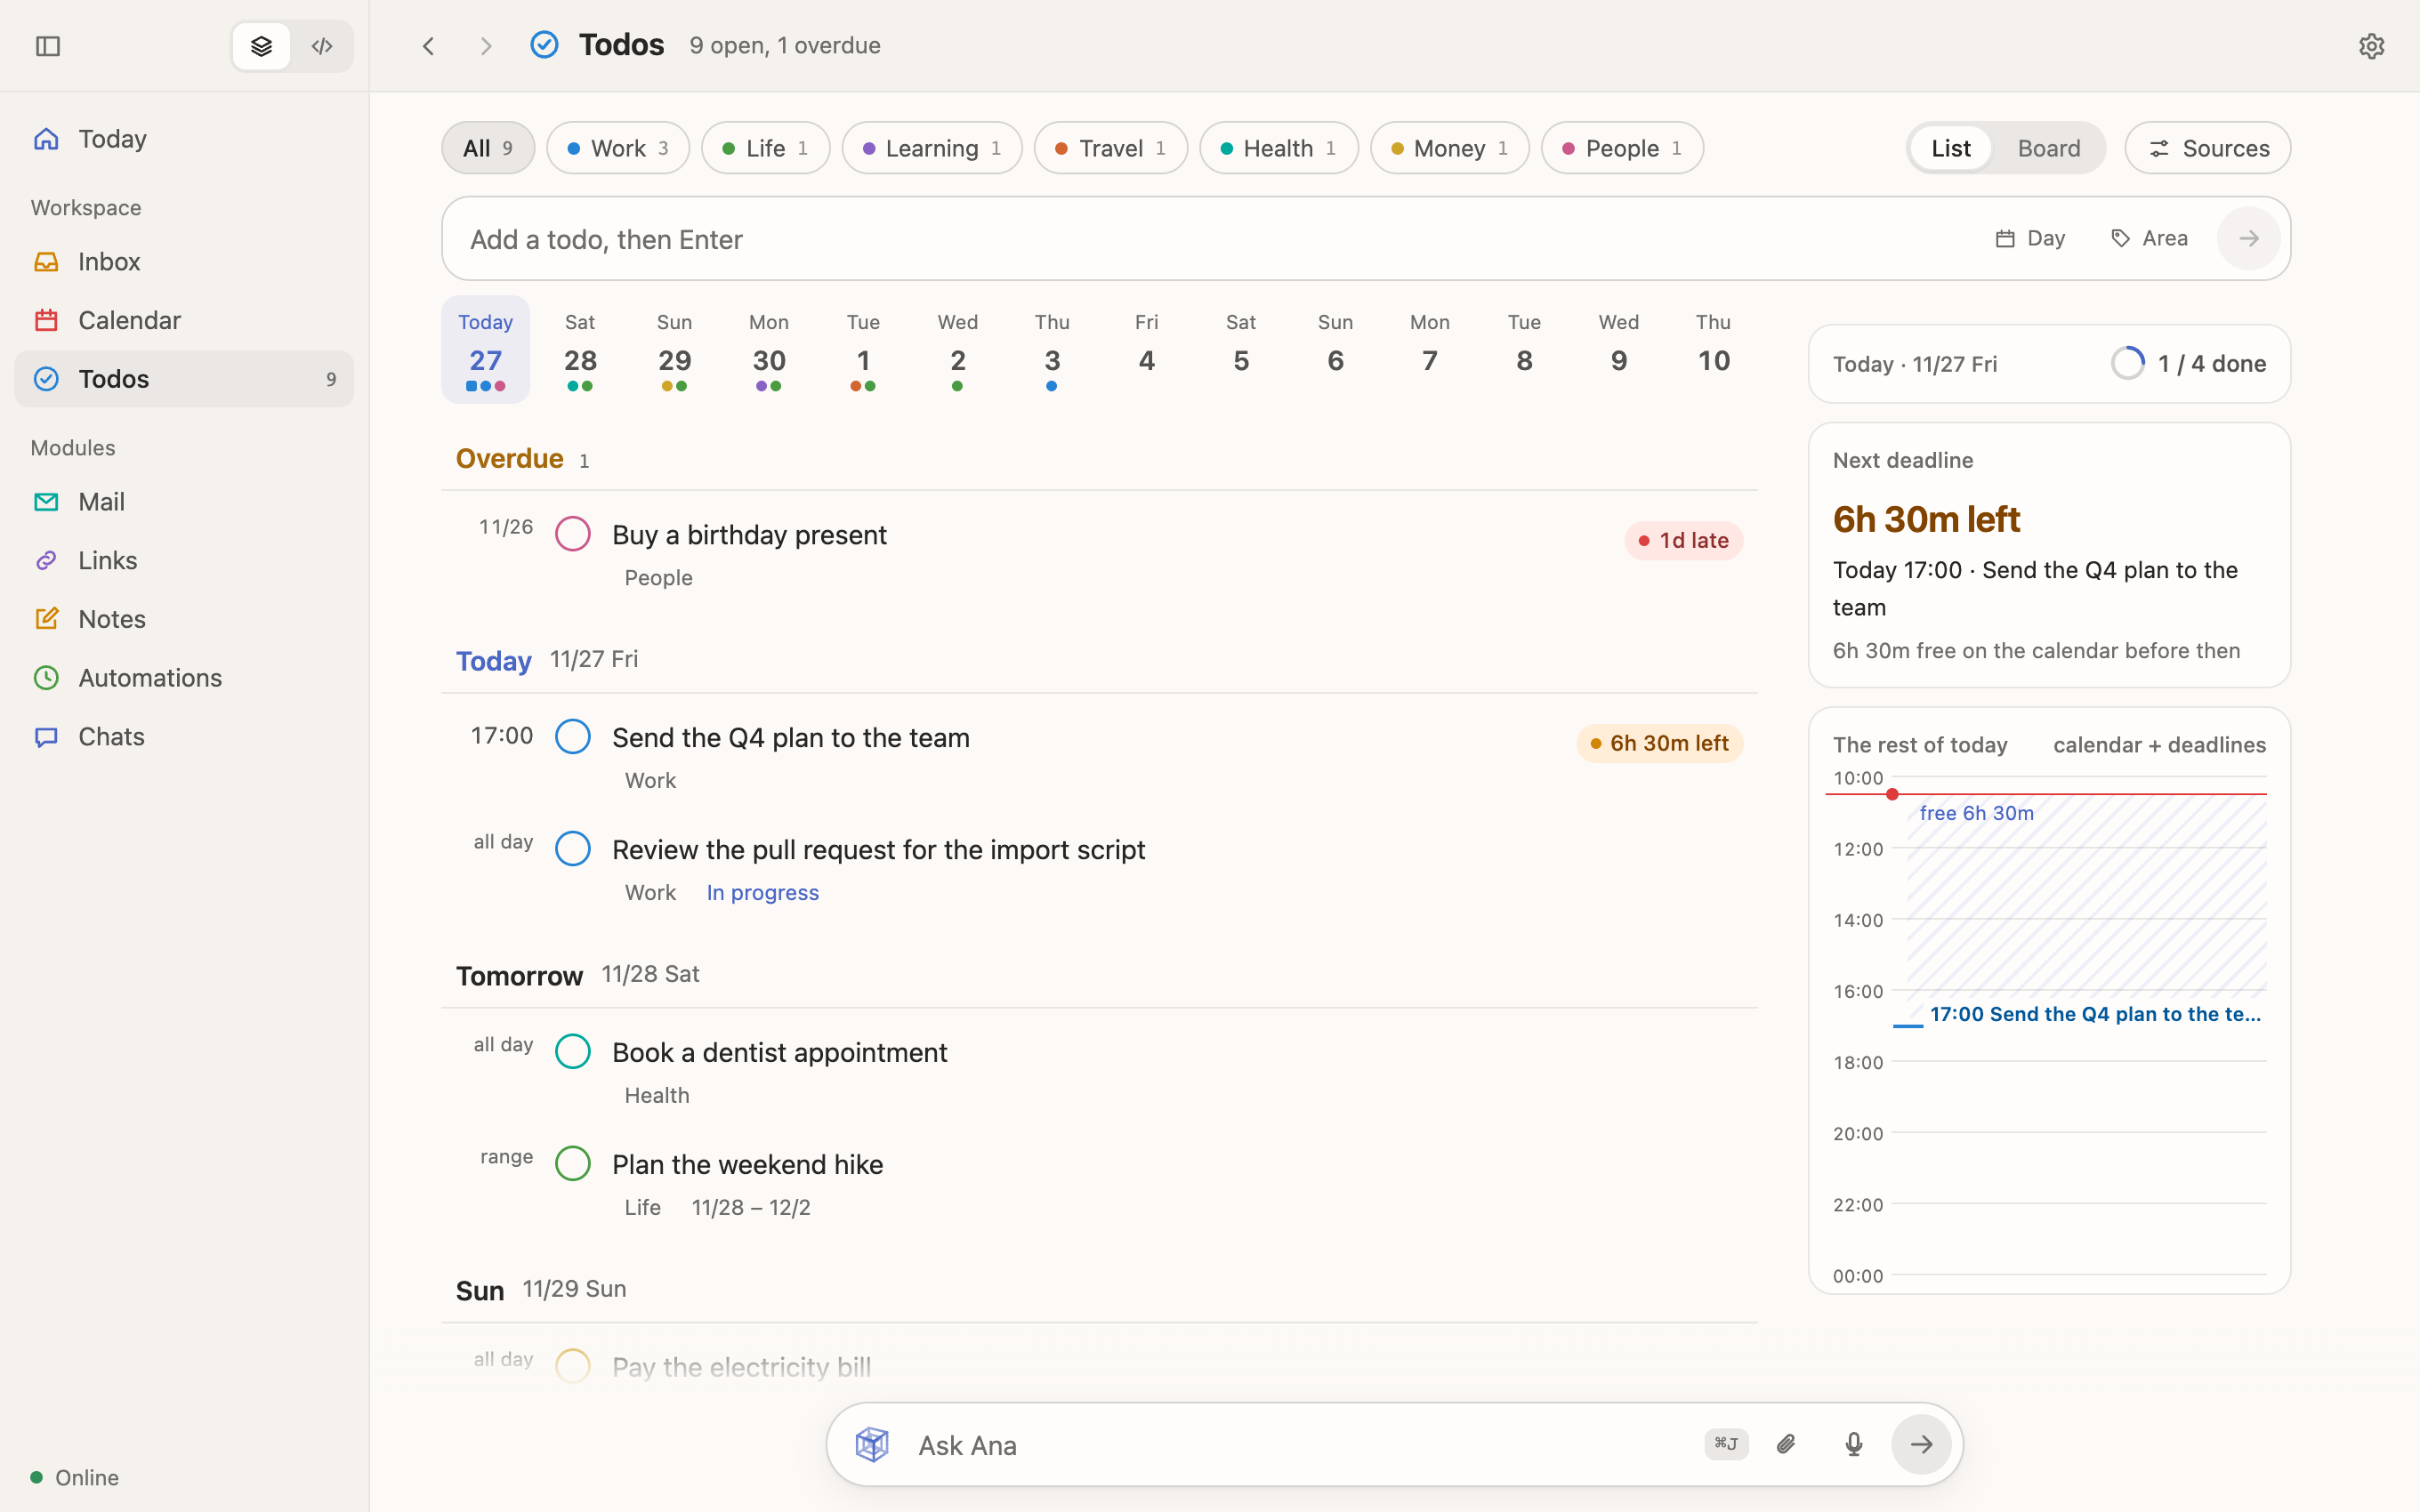 Todos
9 open, 1 overdue
Today
Workspace
Inbox
Calendar
Todos 9
Modules
Mail
Links
Notes
Automations
Chats
Online
All 9
Work 3
Life 1
Learning 1
Travel 1
Health 1
Money 1
People 1
List
Board
Sources
Add a todo, then Enter
Day
Area
Today 27
Sat 28
Sun 29
Mon 30
Tue 1
Wed 2
Thu 3
Fri 4
Sat 5
Sun 6
Mon 7
Tue 8
Wed 9
Thu 10
Overdue 1
11/26 Buy a birthday present 1d late
People
Today 11/27 Fri
17:00 Send the Q4 plan to the team 6h 30m left
Work
all day Review the pull request for the import script
Work In progress
Tomorrow 11/28 Sat
all day Book a dentist appointment
Health
range Plan the weekend hike
Life 11/28 – 12/2
Sun 11/29 Sun
all day Pay the electricity bill
Today · 11/27 Fri 1 / 4 done
Next deadline
6h 30m left
Today 17:00 · Send the Q4 plan to the
team
6h 30m free on the calendar before then
The rest of today calendar + deadlines
10:00
free 6h 30m
12:00
14:00
16:00
17:00 Send the Q4 plan to the te...
18:00
20:00
22:00
00:00
Ask Ana
⌘J